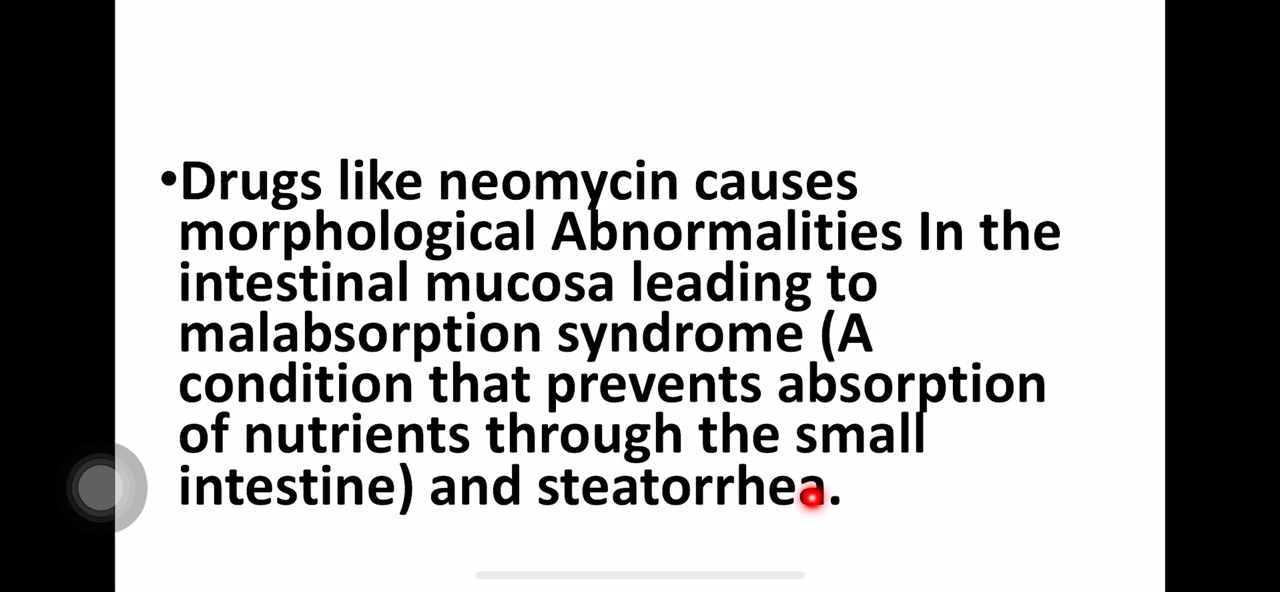 •Drugs like neomycin causes
morphological Abnormalities In the
intestinal mucosa leading to
malabsorption syndrome (A
condition that prevents absorption
of nutrients through the small
intestine) and steatorrhea.